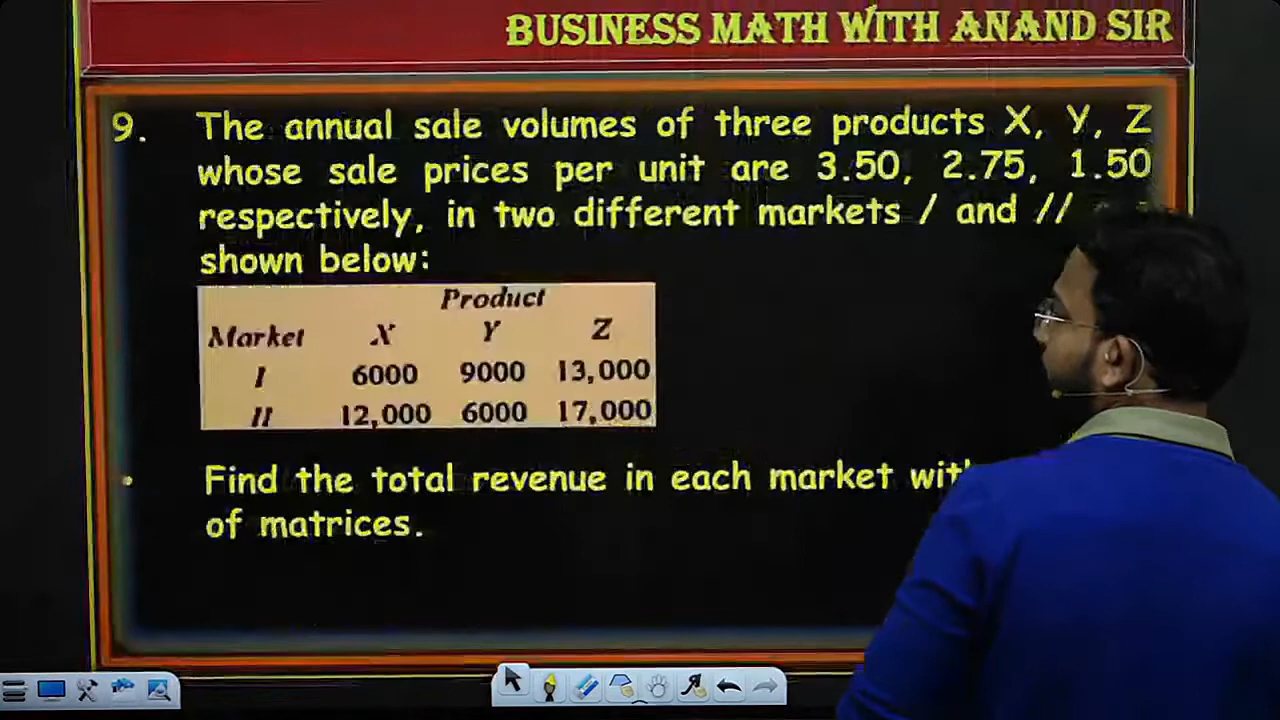 BUSINESS MATH WITH ANAND SIR
9. The annual sale volumes of three products X, Y, Z
whose sale prices per unit are 3.50, 2.75, 1.50
respectively, in two different markets / and //
shown below:
Product
Market X Y Z
I 6000 9000 13,000
II 12,000 6000 17,000
• Find the total revenue in each market
of matrices.